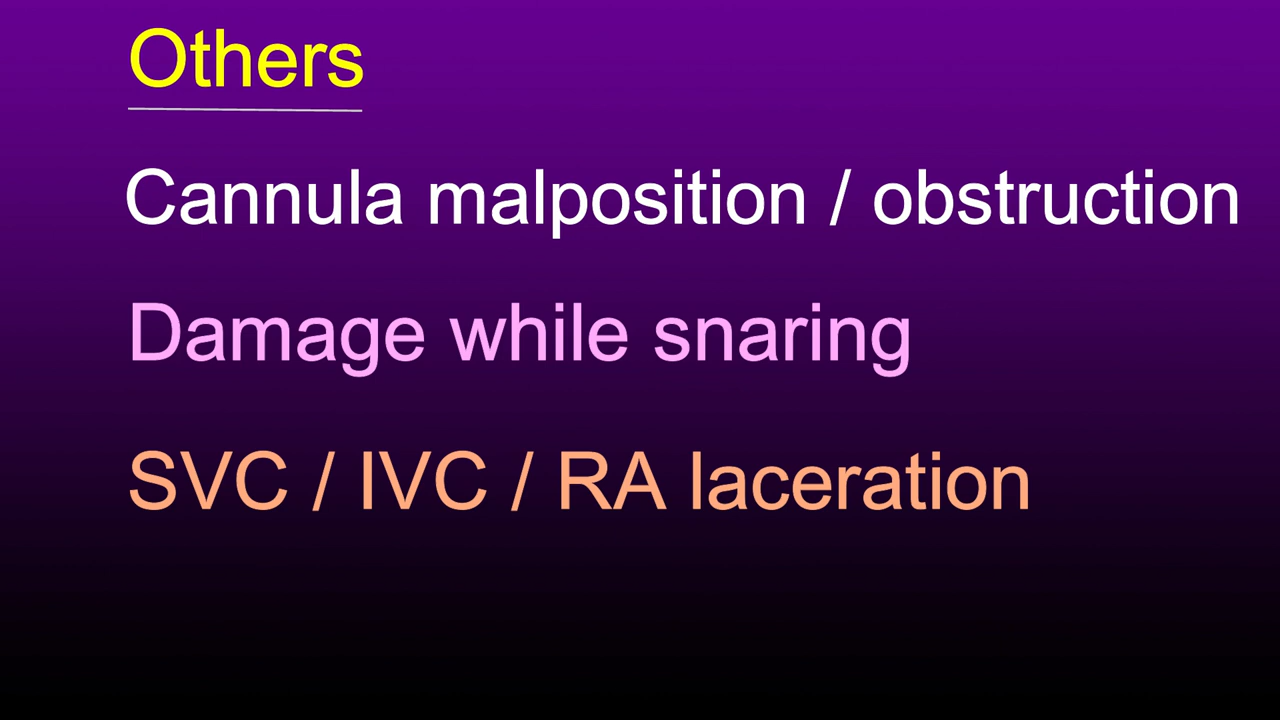 Others
Cannula malposition / obstruction
Damage while snaring
SVC / IVC / RA laceration